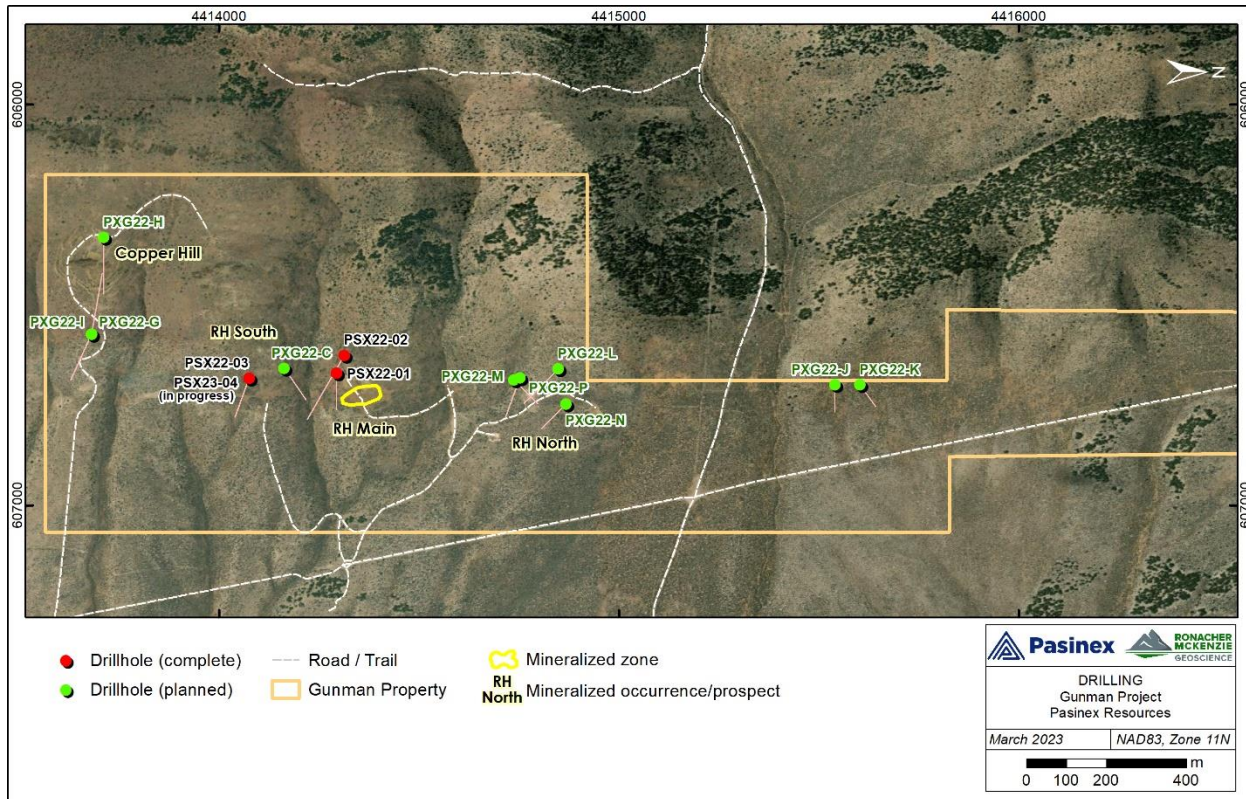 4414000
4415000
4416000
606000
606000
N
PXG22-H
Copper Hill
PXG22-I
PXG22-G
RH South
PSX22-02
PSX22-03
PXG22-C
PSX22-01
PXG22-L
PXG22-M
PXG22-J
PXG22-K
PSX23-04
(in progress)
PXG22-P
PXG22-N
RH Main
RH North
607000
607000
Drillhole (complete)
Road / Trail
Mineralized zone
Drillhole (planned)
Gunman Property
RH
North
Mineralized occurrence/prospect
Pasinex
RONACHER
MCKENZIE
GEOSCIENCE
DRILLING
Gunman Project
Pasinex Resources
March 2023
NAD83, Zone 11N
m
0 100 200 400